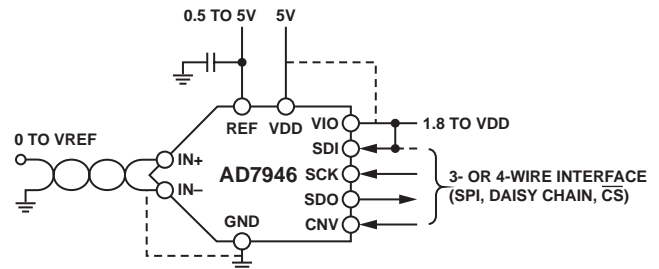 0.5 TO 5V 5V
REF VDD VIO 1.8 TO VDD
0 TO VREF SDI
IN+ AD7946 SCK 3- OR 4-WIRE INTERFACE
IN– SDO (SPI, DAISY CHAIN, C̅S̅)
GND CNV